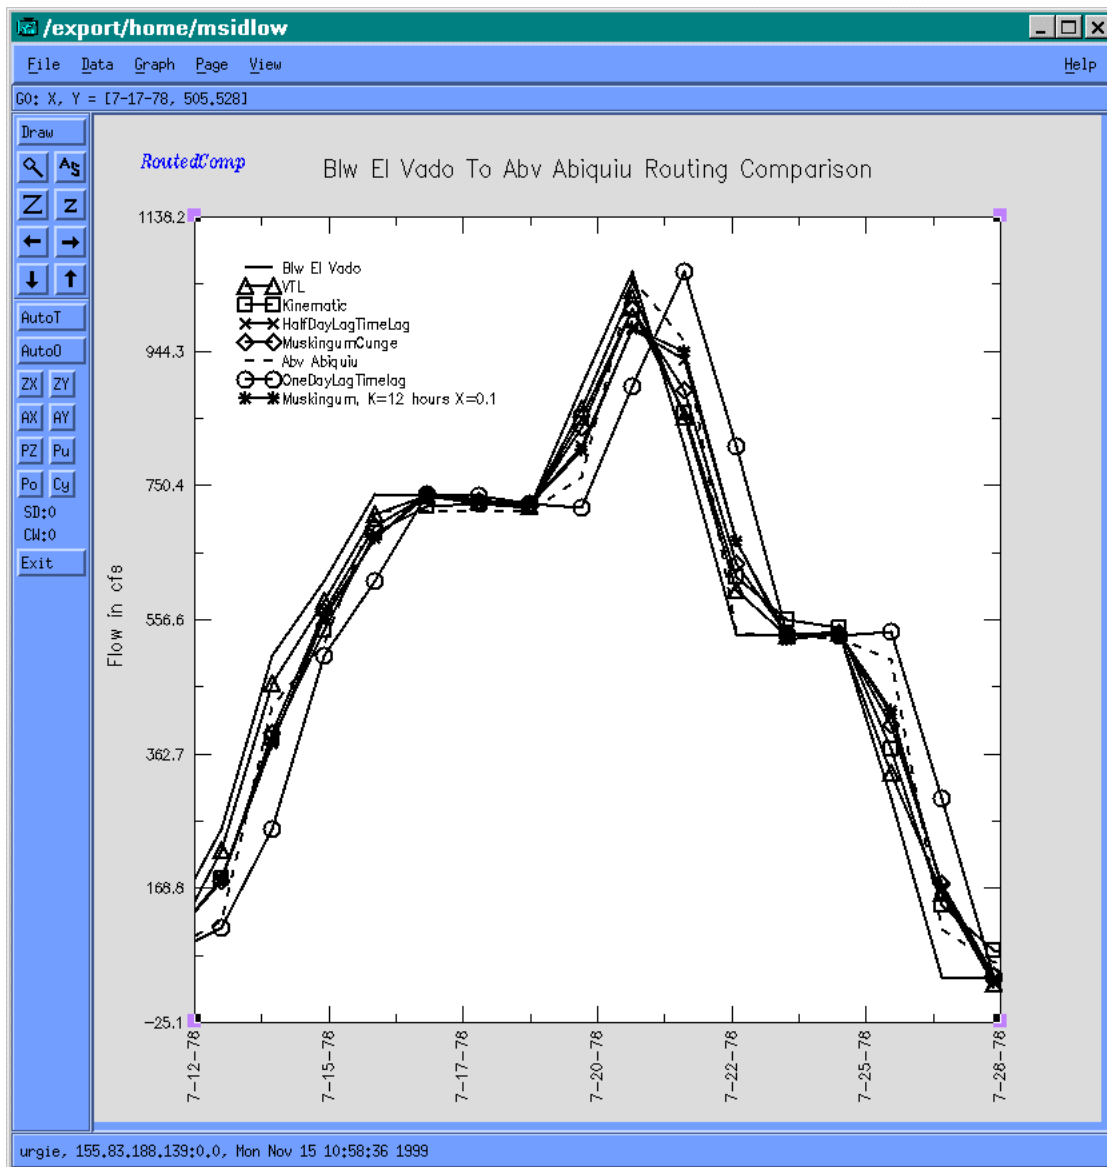 /export/home/msidlow
File Data Graph Page View Help
G0: X, Y = [7-17-78, 505.528]
Draw
RoutedComp
Blw El Vado To Abv Abiquiu Routing Comparison
A S
Z z
AutoT
AutoO
ZX ZY
AX AY
PZ Pu
Po Cy
SD:0
CW:0
Exit
1138.2
944.3
750.4
556.6
362.7
168.8
-25.1
Flow in cfs
Blw El Vado
VTL
Kinematic
HalfDayLagTimeLag
MuskingumCunge
Abv Abiquiu
OneDayLagTimelag
Muskingum, K=12 hours X=0.1
7-12-78
7-15-78
7-17-78
7-20-78
7-22-78
7-25-78
7-28-78
urgie, 155.83.188.139:0.0, Mon Nov 15 10:58:36 1999